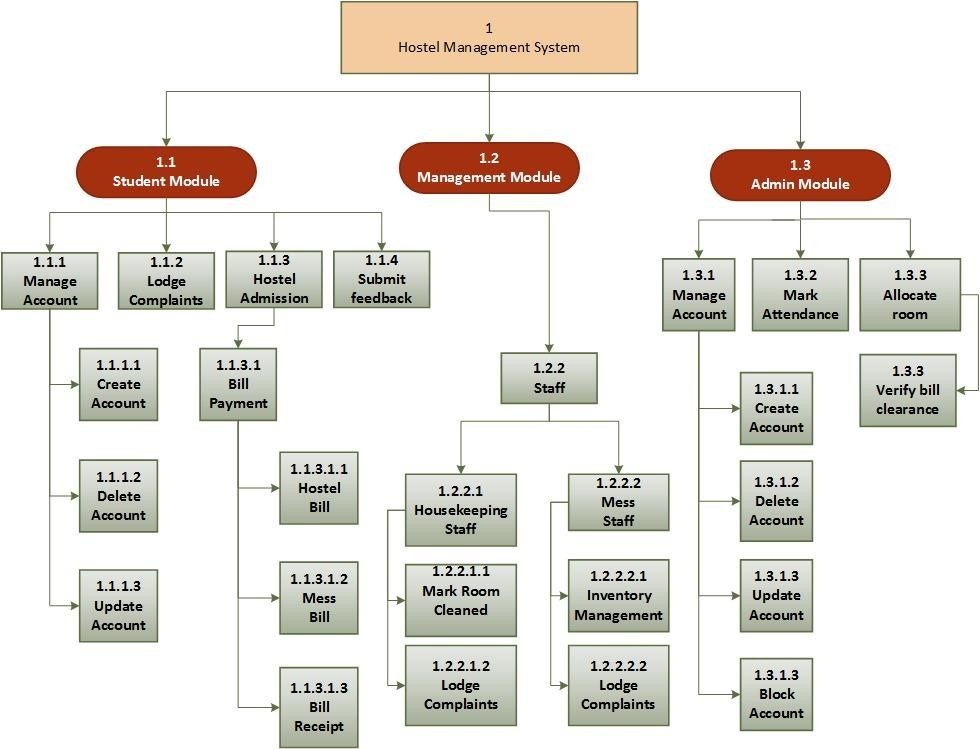 1
Hostel Management System
1.1
Student Module
1.2
Management Module
1.3
Admin Module
1.1.1
Manage
Account
1.1.2
Lodge
Complaints
1.1.3
Hostel
Admission
1.1.4
Submit
feedback
1.3.1
Manage
Account
1.3.2
Mark
Attendance
1.3.3
Allocate
room
1.1.1.1
Create
Account
1.1.3.1
Bill
Payment
1.2.2
Staff
1.3.3
Verify bill
clearance
1.3.1.1
Create
Account
1.1.1.2
Delete
Account
1.1.3.1.1
Hostel
Bill
1.2.2.1
Housekeeping
Staff
1.2.2.2
Mess
Staff
1.3.1.2
Delete
Account
1.1.1.3
Update
Account
1.1.3.1.2
Mess
Bill
1.2.2.1.1
Mark Room
Cleaned
1.2.2.2.1
Inventory
Management
1.3.1.3
Update
Account
1.1.3.1.3
Bill
Receipt
1.2.2.1.2
Lodge
Complaints
1.2.2.2.2
Lodge
Complaints
1.3.1.3
Block
Account